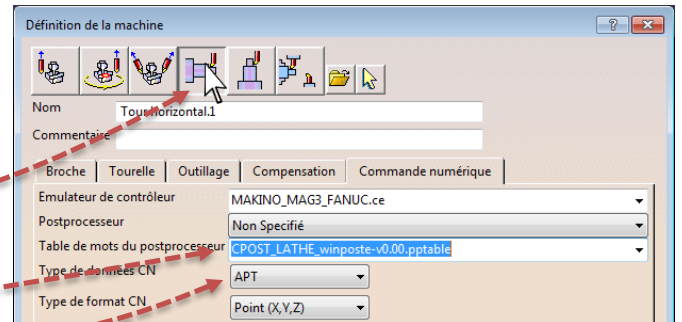 Définition de la machine
Nom Tour horizontal.1
Commentaire
Broche Tourelle Outillage Compensation Commande numérique
Emulateur de contrôleur MAKINO_MAG3_FANUC.ce
Postprocesseur Non Specifié
Table de mots du postprocesseur CPOST_LATHE_winposte-v0.00.pptable
Type de données CN APT
Type de format CN Point (X,Y,Z)